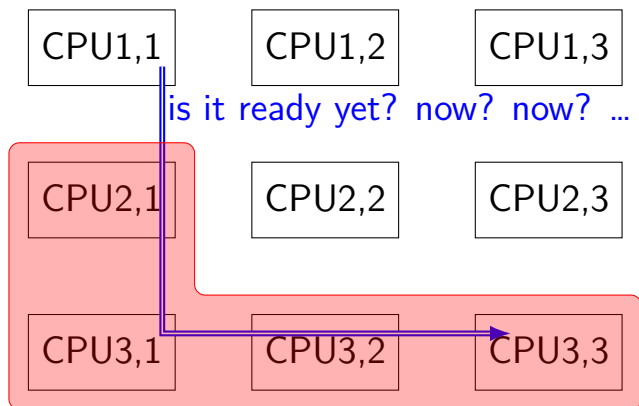 CPU1,1 CPU1,2 CPU1,3
is it ready yet? now? now? ...
CPU2,1 CPU2,2 CPU2,3
CPU3,1 CPU3,2 CPU3,3